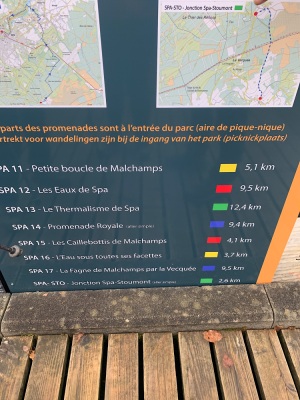 SPA-STO - Jonction Spa-Stoumont
parts des promenades sont à l'entrée du parc (aire de pique-nique)
rtrekt voor wandelingen zijn bij de ingang van het park (picknickplaats)
PA 11 - Petite boucle de Malchamps 5,1 km
SPA 12 - Les Eaux de Spa 9,5 km
SPA 13 - Le Thermalisme de Spa 12,4 km
SPA 14 - Promenade Royale 9,4 km
SPA 15 - Les Caillebottis de Malchamps 4,1 km
SPA 16 - L'Eau sous toutes ses facettes 3,7 km
SPA 17 - La Fagne de Malchamps par la Vecquée 9,5 km
SPA-STO - Jonction Spa-Stoumont 2,6 km